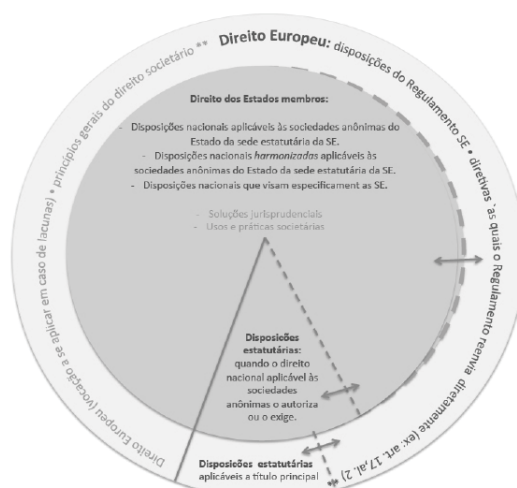 Direito Europeu (vocação a se aplicar em caso de lacunas) • princípios gerais do direito societário ** Direito Europeu: disposições do Regulamento SE • diretivas `as quais o Regulamento reenvia diretamente (ex: art. 17,al. 2) **
Direito dos Estados membros:
- Disposições nacionais aplicáveis às sociedades anônimas do
Estado da sede estatutária da SE.
- Disposições nacionais harmonizadas aplicáveis às
sociedades anônimas do Estado da sede estatutária da SE.
- Disposições nacionais que visam especificament as SE.
- Soluções jurisprudenciais
- Usos e práticas societárias
Disposições
estatutárias:
quando o direito
nacional aplicável às
sociedades
anônimas o autoriza
ou o exige.
Disposições estatutárias
aplicáveis a título principal